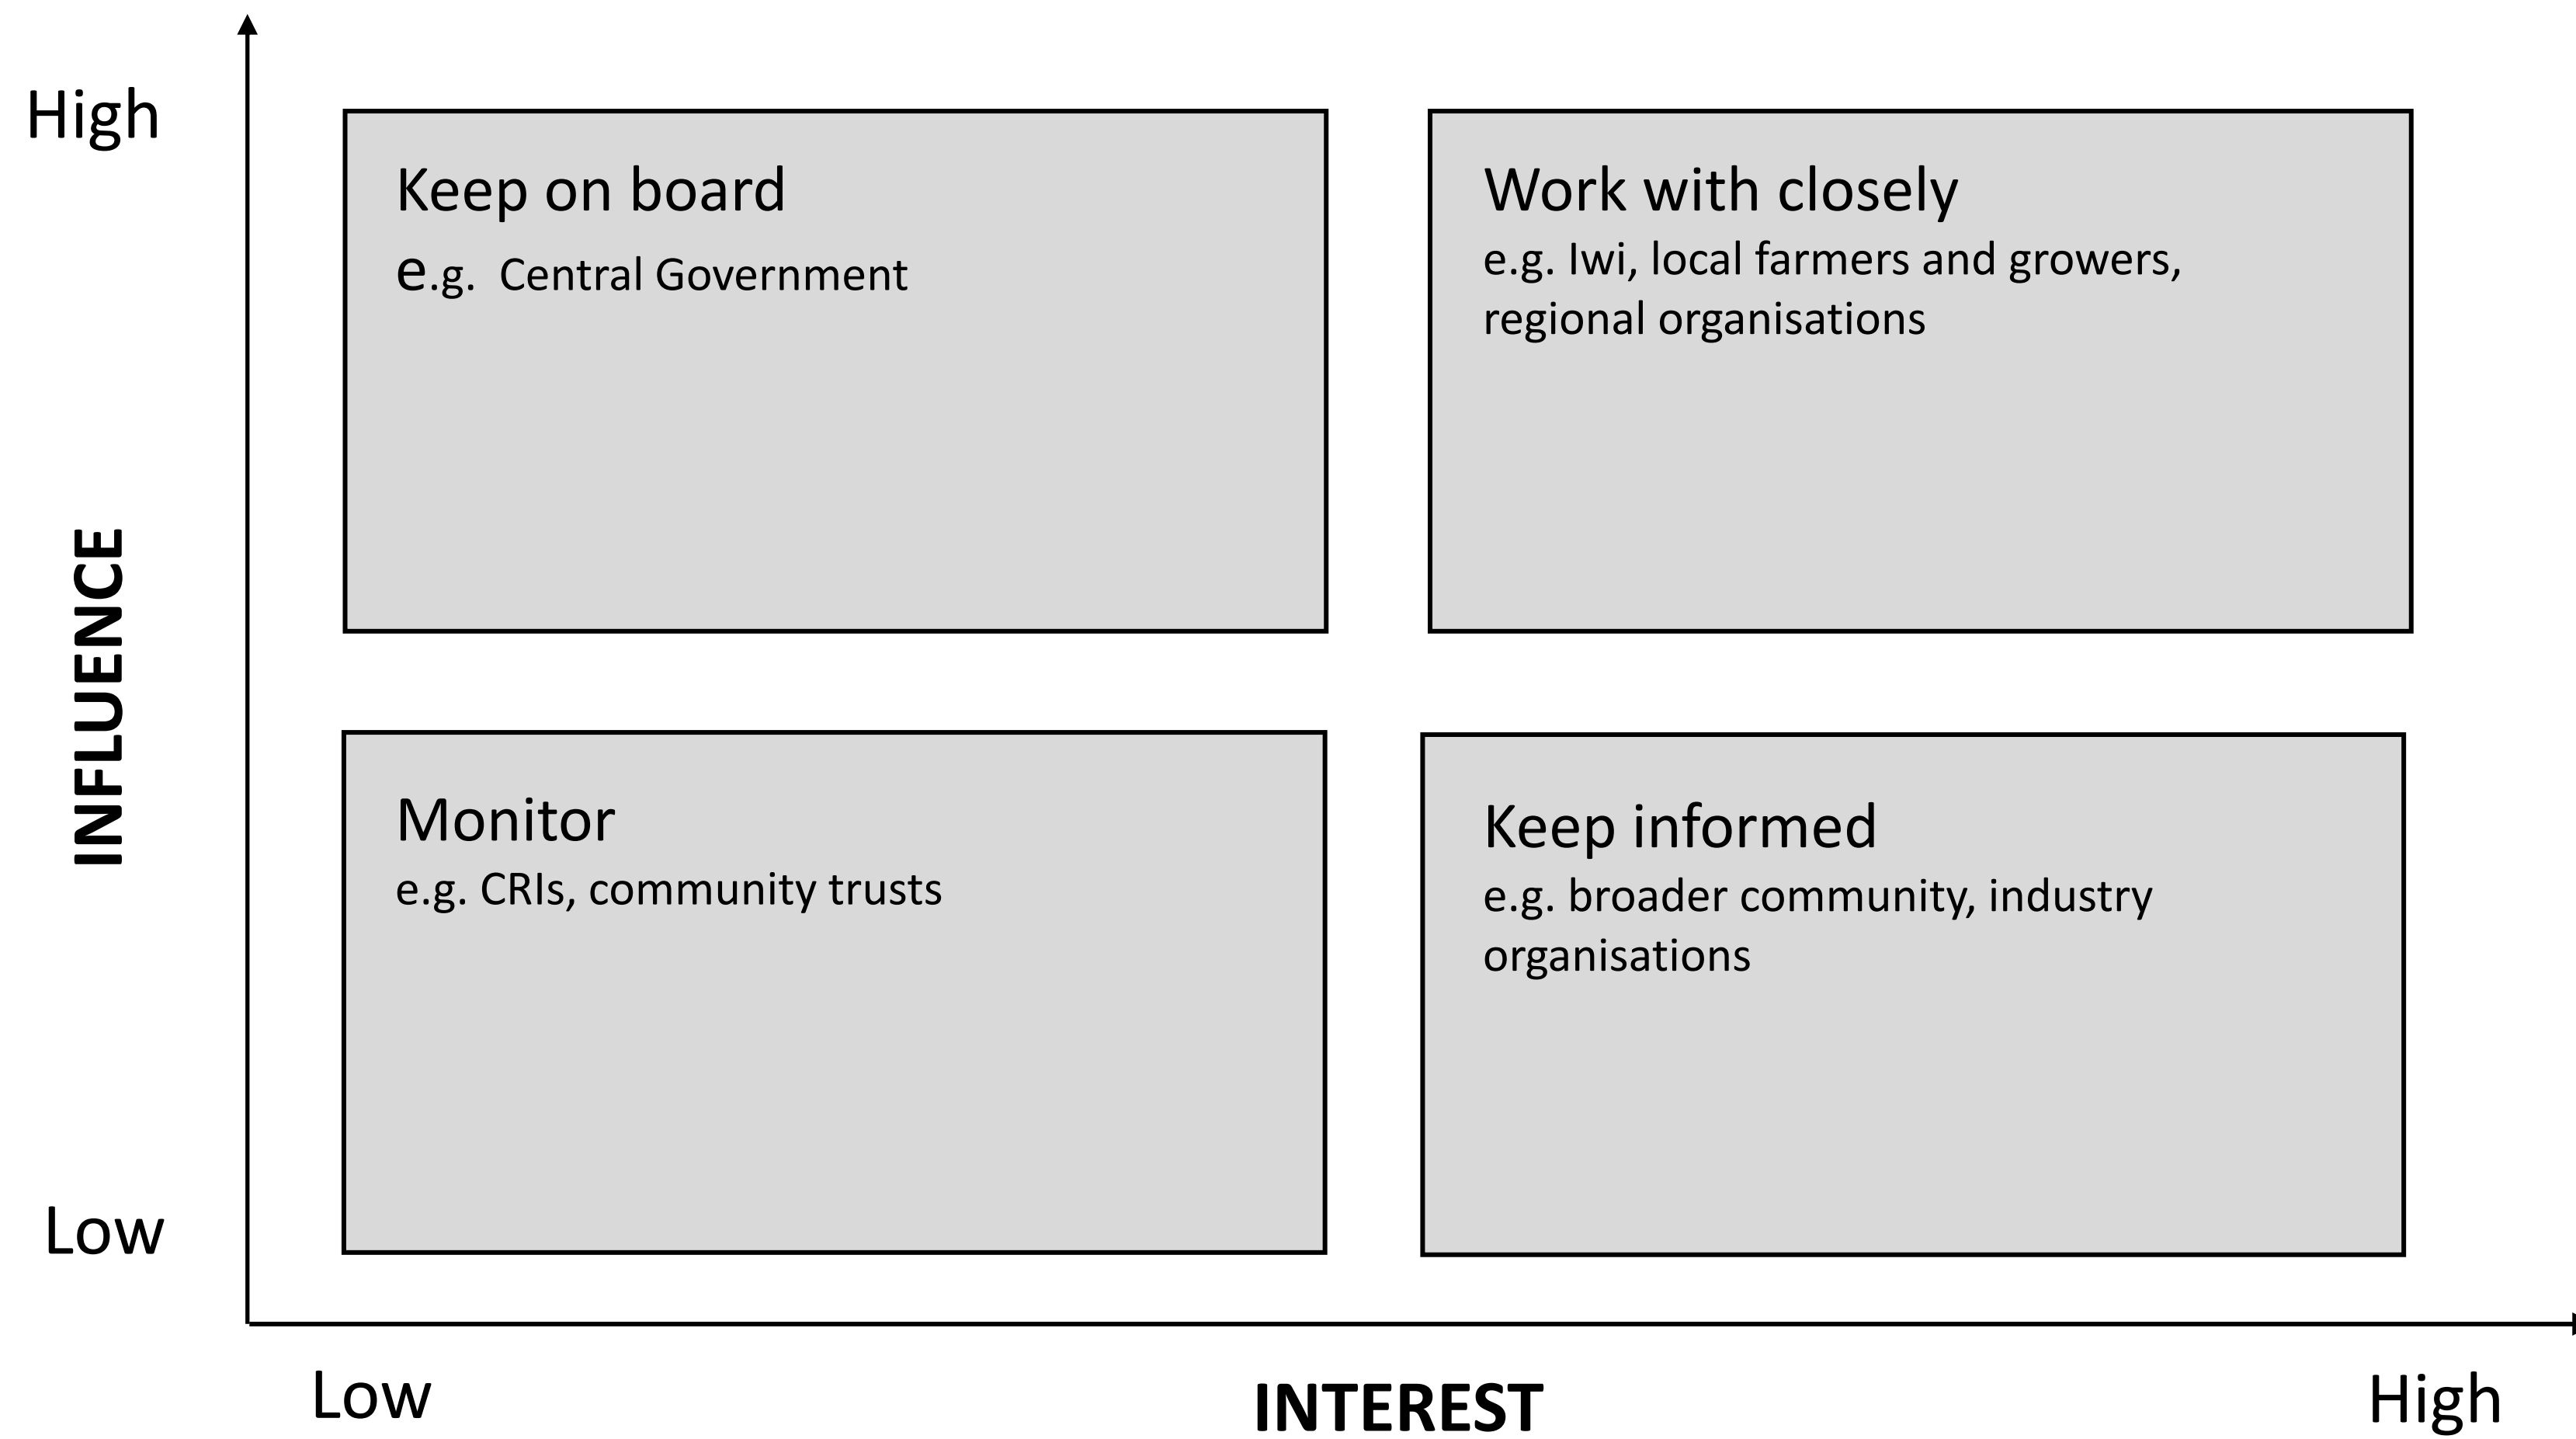 High
Keep on board
e.g.  Central Government
Work with closely
e.g. Iwi, local farmers and growers,
regional organisations
INFLUENCE
Monitor
e.g. CRIs, community trusts
Keep informed
e.g. broader community, industry
organisations
Low
Low
INTEREST
High